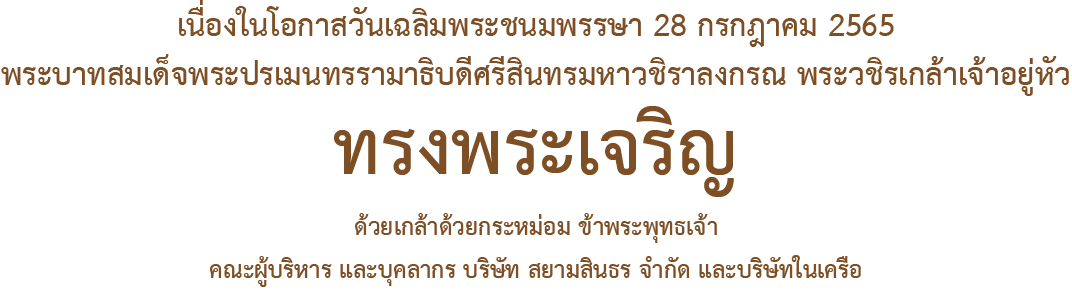 เนื่องในโอกาสวันเฉลิมพระชนมพรรษา 28 กรกฎาคม 2565
พระบาทสมเด็จพระปรเมนทรรามาธิบดีศรีสินทรมหาวชิราลงกรณ พระวชิรเกล้าเจ้าอยู่หัว
ทรงพระเจริญ
ด้วยเกล้าด้วยกระหม่อม ข้าพระพุทธเจ้า
คณะผู้บริหาร และบุคลากร บริษัท สยามสินธร จำกัด และบริษัทในเครือ